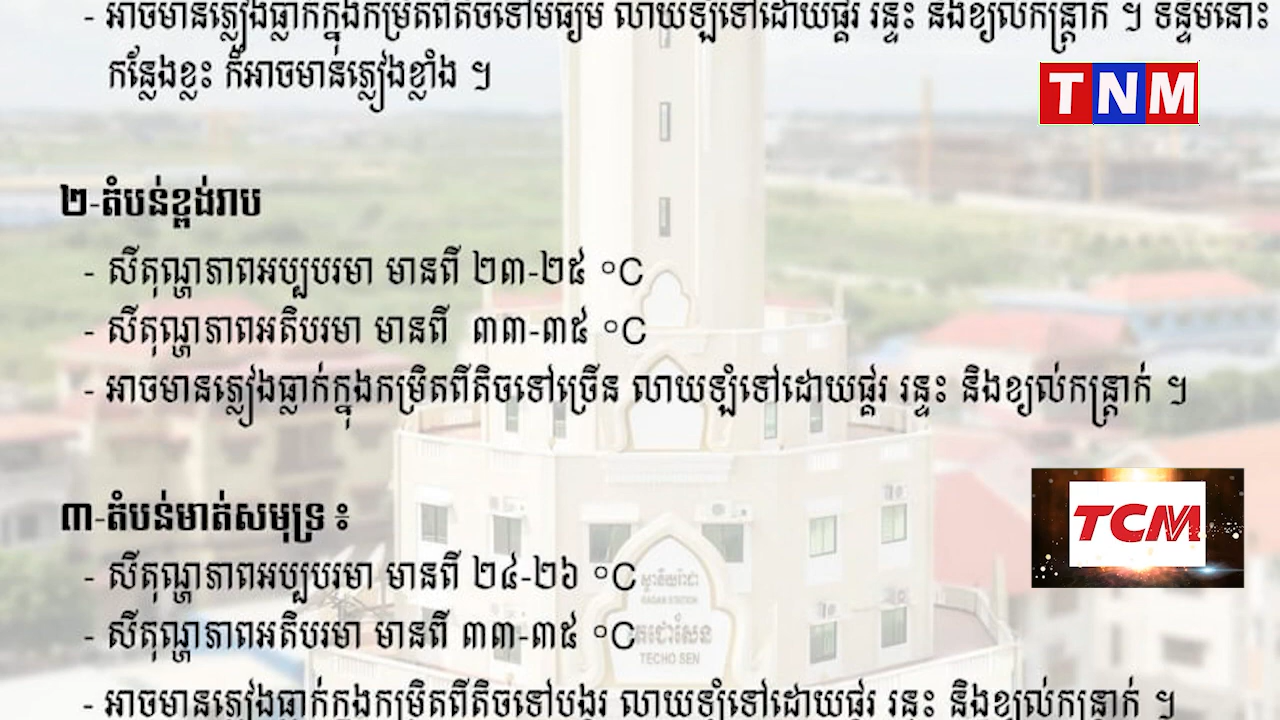 - អាចមានភ្លៀងធ្លាក់ក្នុងកម្រិតពីតិចទៅមធ្យម លាយឡំទៅដោយផ្គរ រន្ទះ និងខ្យល់កន្ត្រាក់ ។ ទន្ទឹមនោះ
កន្លែងខ្លះ ក៏អាចមានភ្លៀងខ្លាំង ។
TNM
២-តំបន់ខ្ពង់រាប
- សីតុណ្ហភាពអប្បបរមា មានពី ២៣-២៥ °C
- សីតុណ្ហភាពអតិបរមា មានពី ៣៣-៣៥ °C
- អាចមានភ្លៀងធ្លាក់ក្នុងកម្រិតពីតិចទៅច្រើន លាយឡំទៅដោយផ្គរ រន្ទះ និងខ្យល់កន្ត្រាក់ ។
៣-តំបន់មាត់សមុទ្រ ៖
TCM
- សីតុណ្ហភាពអប្បបរមា មានពី ២៤-២៦ °C
- សីតុណ្ហភាពអតិបរមា មានពី ៣៣-៣៥ °C
RADAR STATION
តេជោសែន
TECHO SEN
- អាចមានភ្លៀងធ្លាក់ក្នុងកម្រិតពីតិចទៅបង្គួរ លាយឡំទៅដោយផ្គរ រន្ទះ និងខ្យល់កន្ត្រាក់ ។